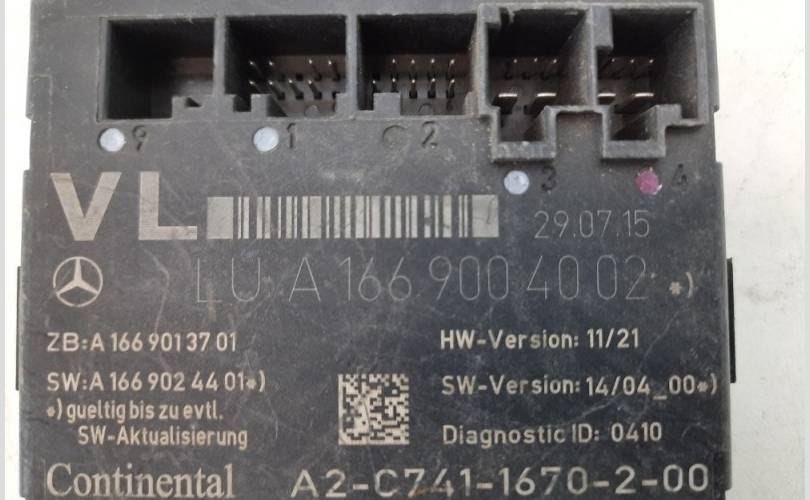 9 1 2
3 4
VL
29.07.15
LU A 166 900 40 02 *)
ZB:A 166 901 37 01
HW-Version: 11/21
SW:A 166 902 44 01*)
SW-Version: 14/04_00*)
*) gueltig bis zu evtl.
SW-Aktualisierung
Diagnostic ID: 0410
Continental
A2-C741-1670-2-00